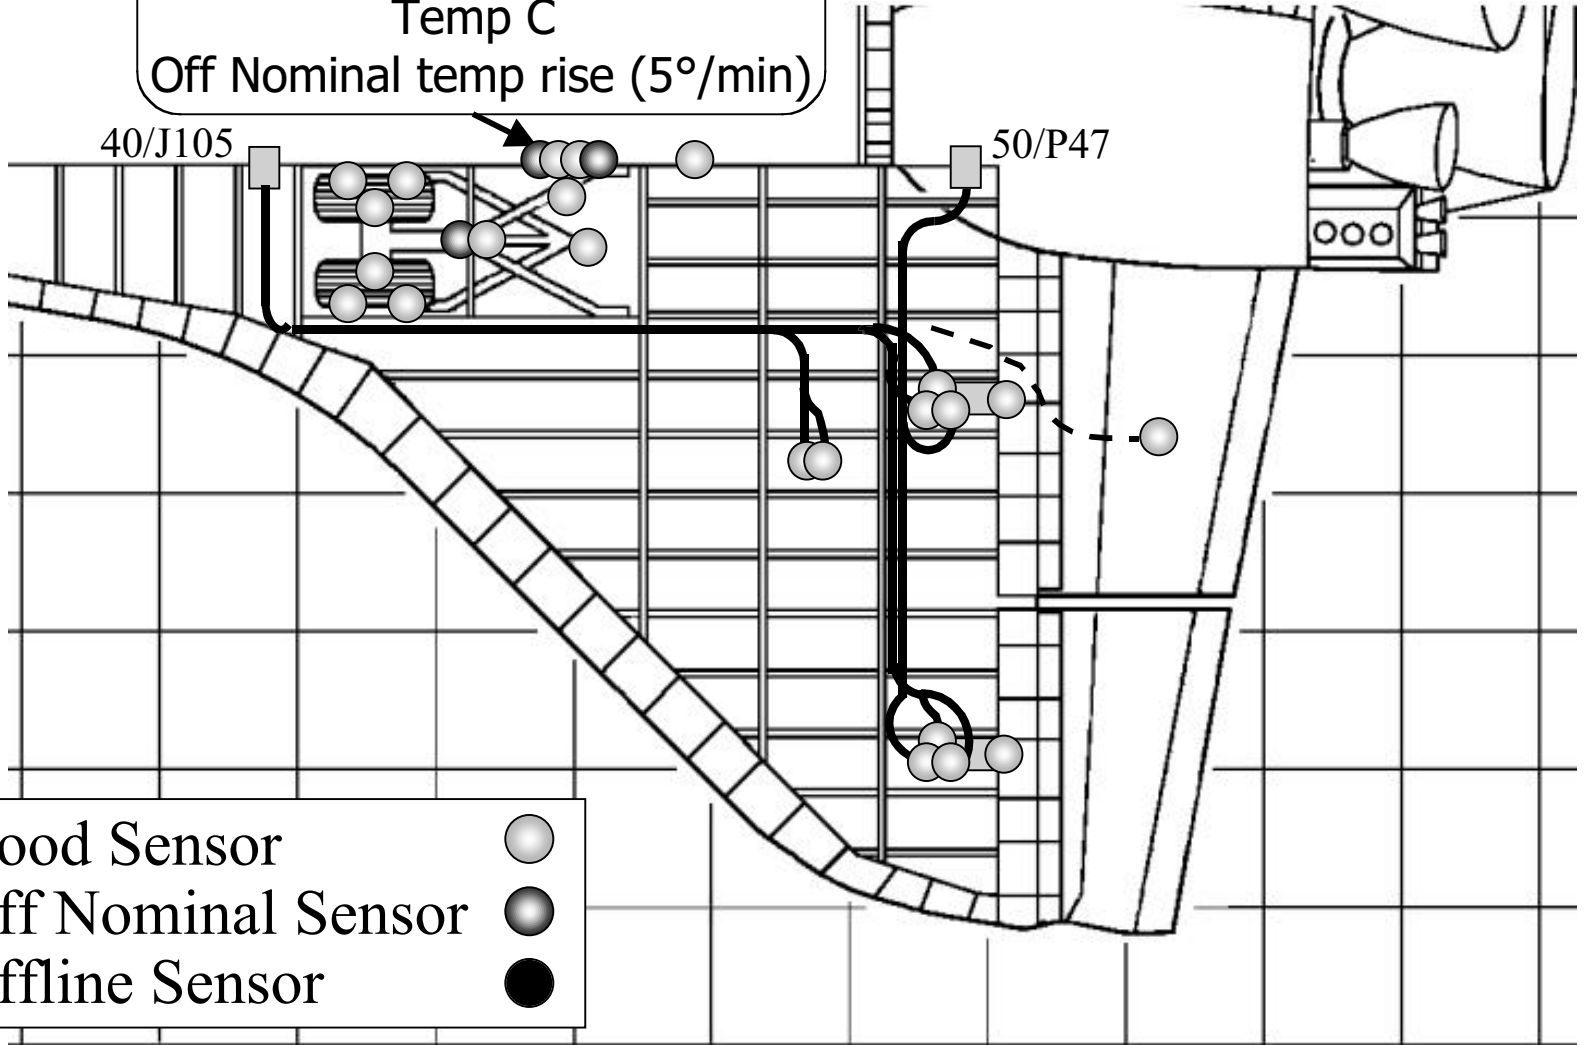 Temp C
Off Nominal temp rise (5°/min)
40/J105
50/P47
ood Sensor
ff Nominal Sensor
ffline Sensor